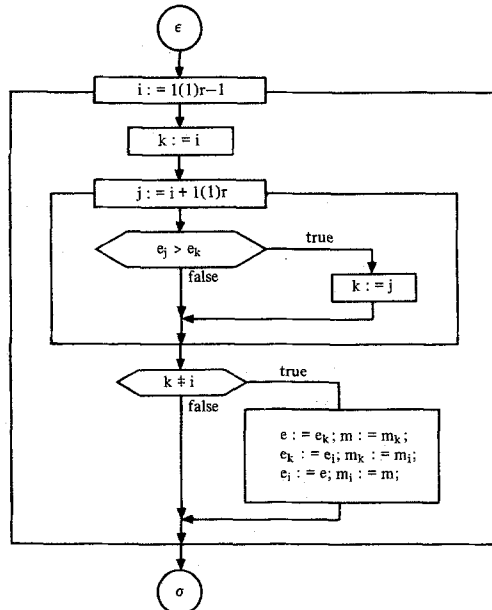 ϵ
i : = 1(1)r−1
k : = i
j : = i + 1(1)r
e_j > e_k
true
false
k : = j
k ≠ i
true
false
e : = e_k; m : = m_k;
e_k : = e_i; m_k : = m_i;
e_i : = e; m_i : = m;
σ